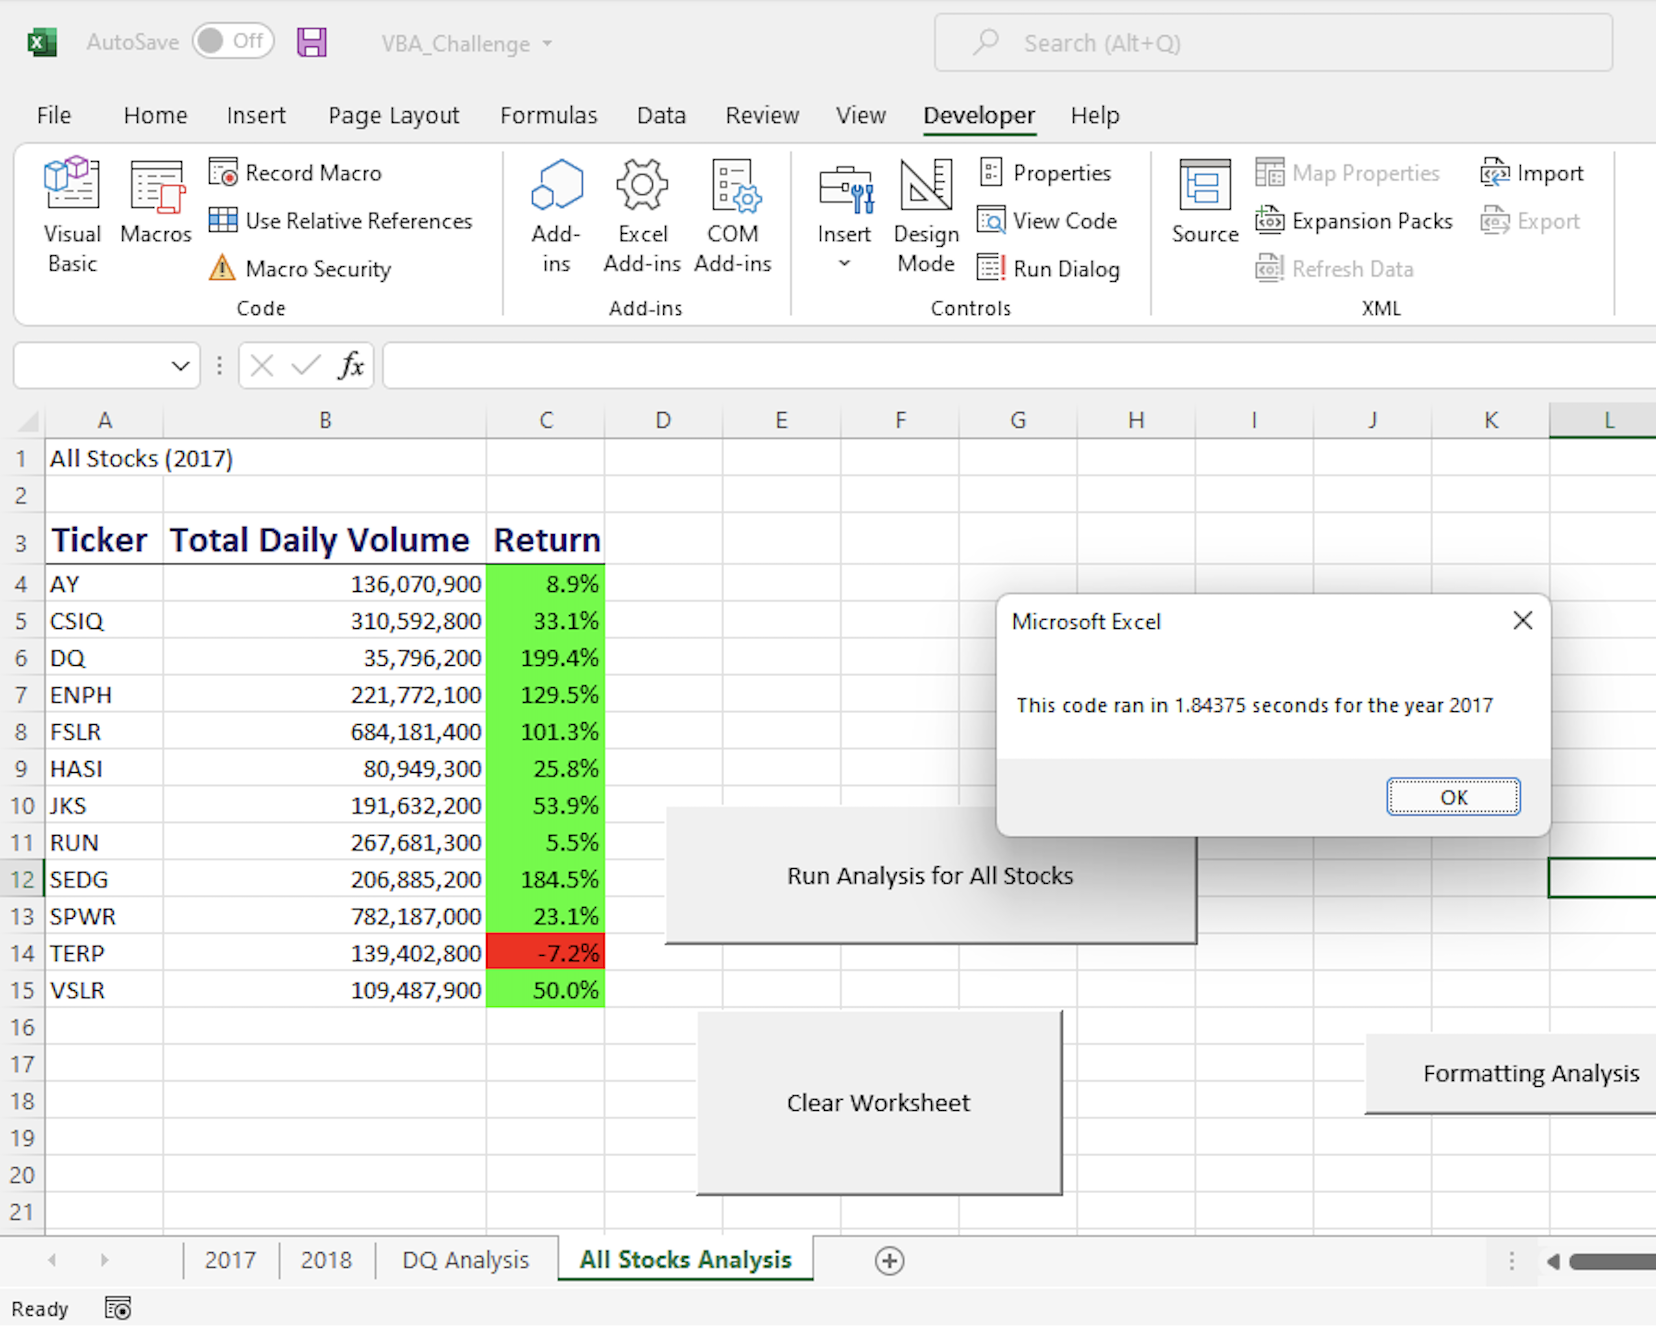 AutoSave Off VBA_Challenge Search (Alt+Q)
File Home Insert Page Layout Formulas Data Review View Developer Help
Visual Basic
Macros
Record Macro
Use Relative References
Macro Security
Code
Add-ins
Excel Add-ins
COM Add-ins
Add-ins
Insert
Design Mode
Properties
View Code
Run Dialog
Controls
Source
Map Properties
Expansion Packs
Refresh Data
Import
Export
XML
fx
A B C D E F G H I J K L
1 All Stocks (2017)
2
3 Ticker Total Daily Volume Return
4 AY 136,070,900 8.9%
5 CSIQ 310,592,800 33.1%
6 DQ 35,796,200 199.4%
7 ENPH 221,772,100 129.5%
8 FSLR 684,181,400 101.3%
9 HASI 80,949,300 25.8%
10 JKS 191,632,200 53.9%
11 RUN 267,681,300 5.5%
12 SEDG 206,885,200 184.5%
13 SPWR 782,187,000 23.1%
14 TERP 139,402,800 -7.2%
15 VSLR 109,487,900 50.0%
16
17
18
19
20
21
Microsoft Excel
This code ran in 1.84375 seconds for the year 2017
OK
Run Analysis for All Stocks
Clear Worksheet
Formatting Analysis
2017 2018 DQ Analysis All Stocks Analysis
Ready